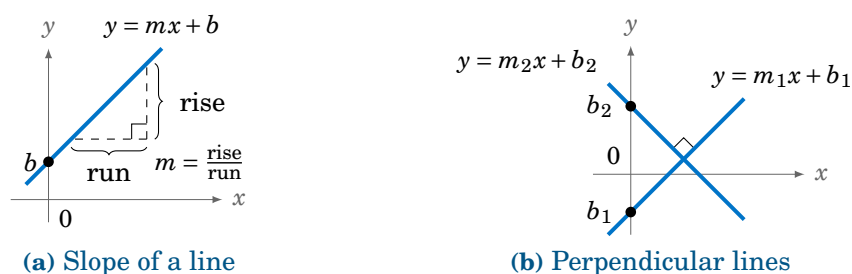 y = mx + b
y
rise
b
run
m = rise/run
x
0
(a) Slope of a line
y
y = m₂x + b₂
y = m₁x + b₁
b₂
0
x
b₁
(b) Perpendicular lines